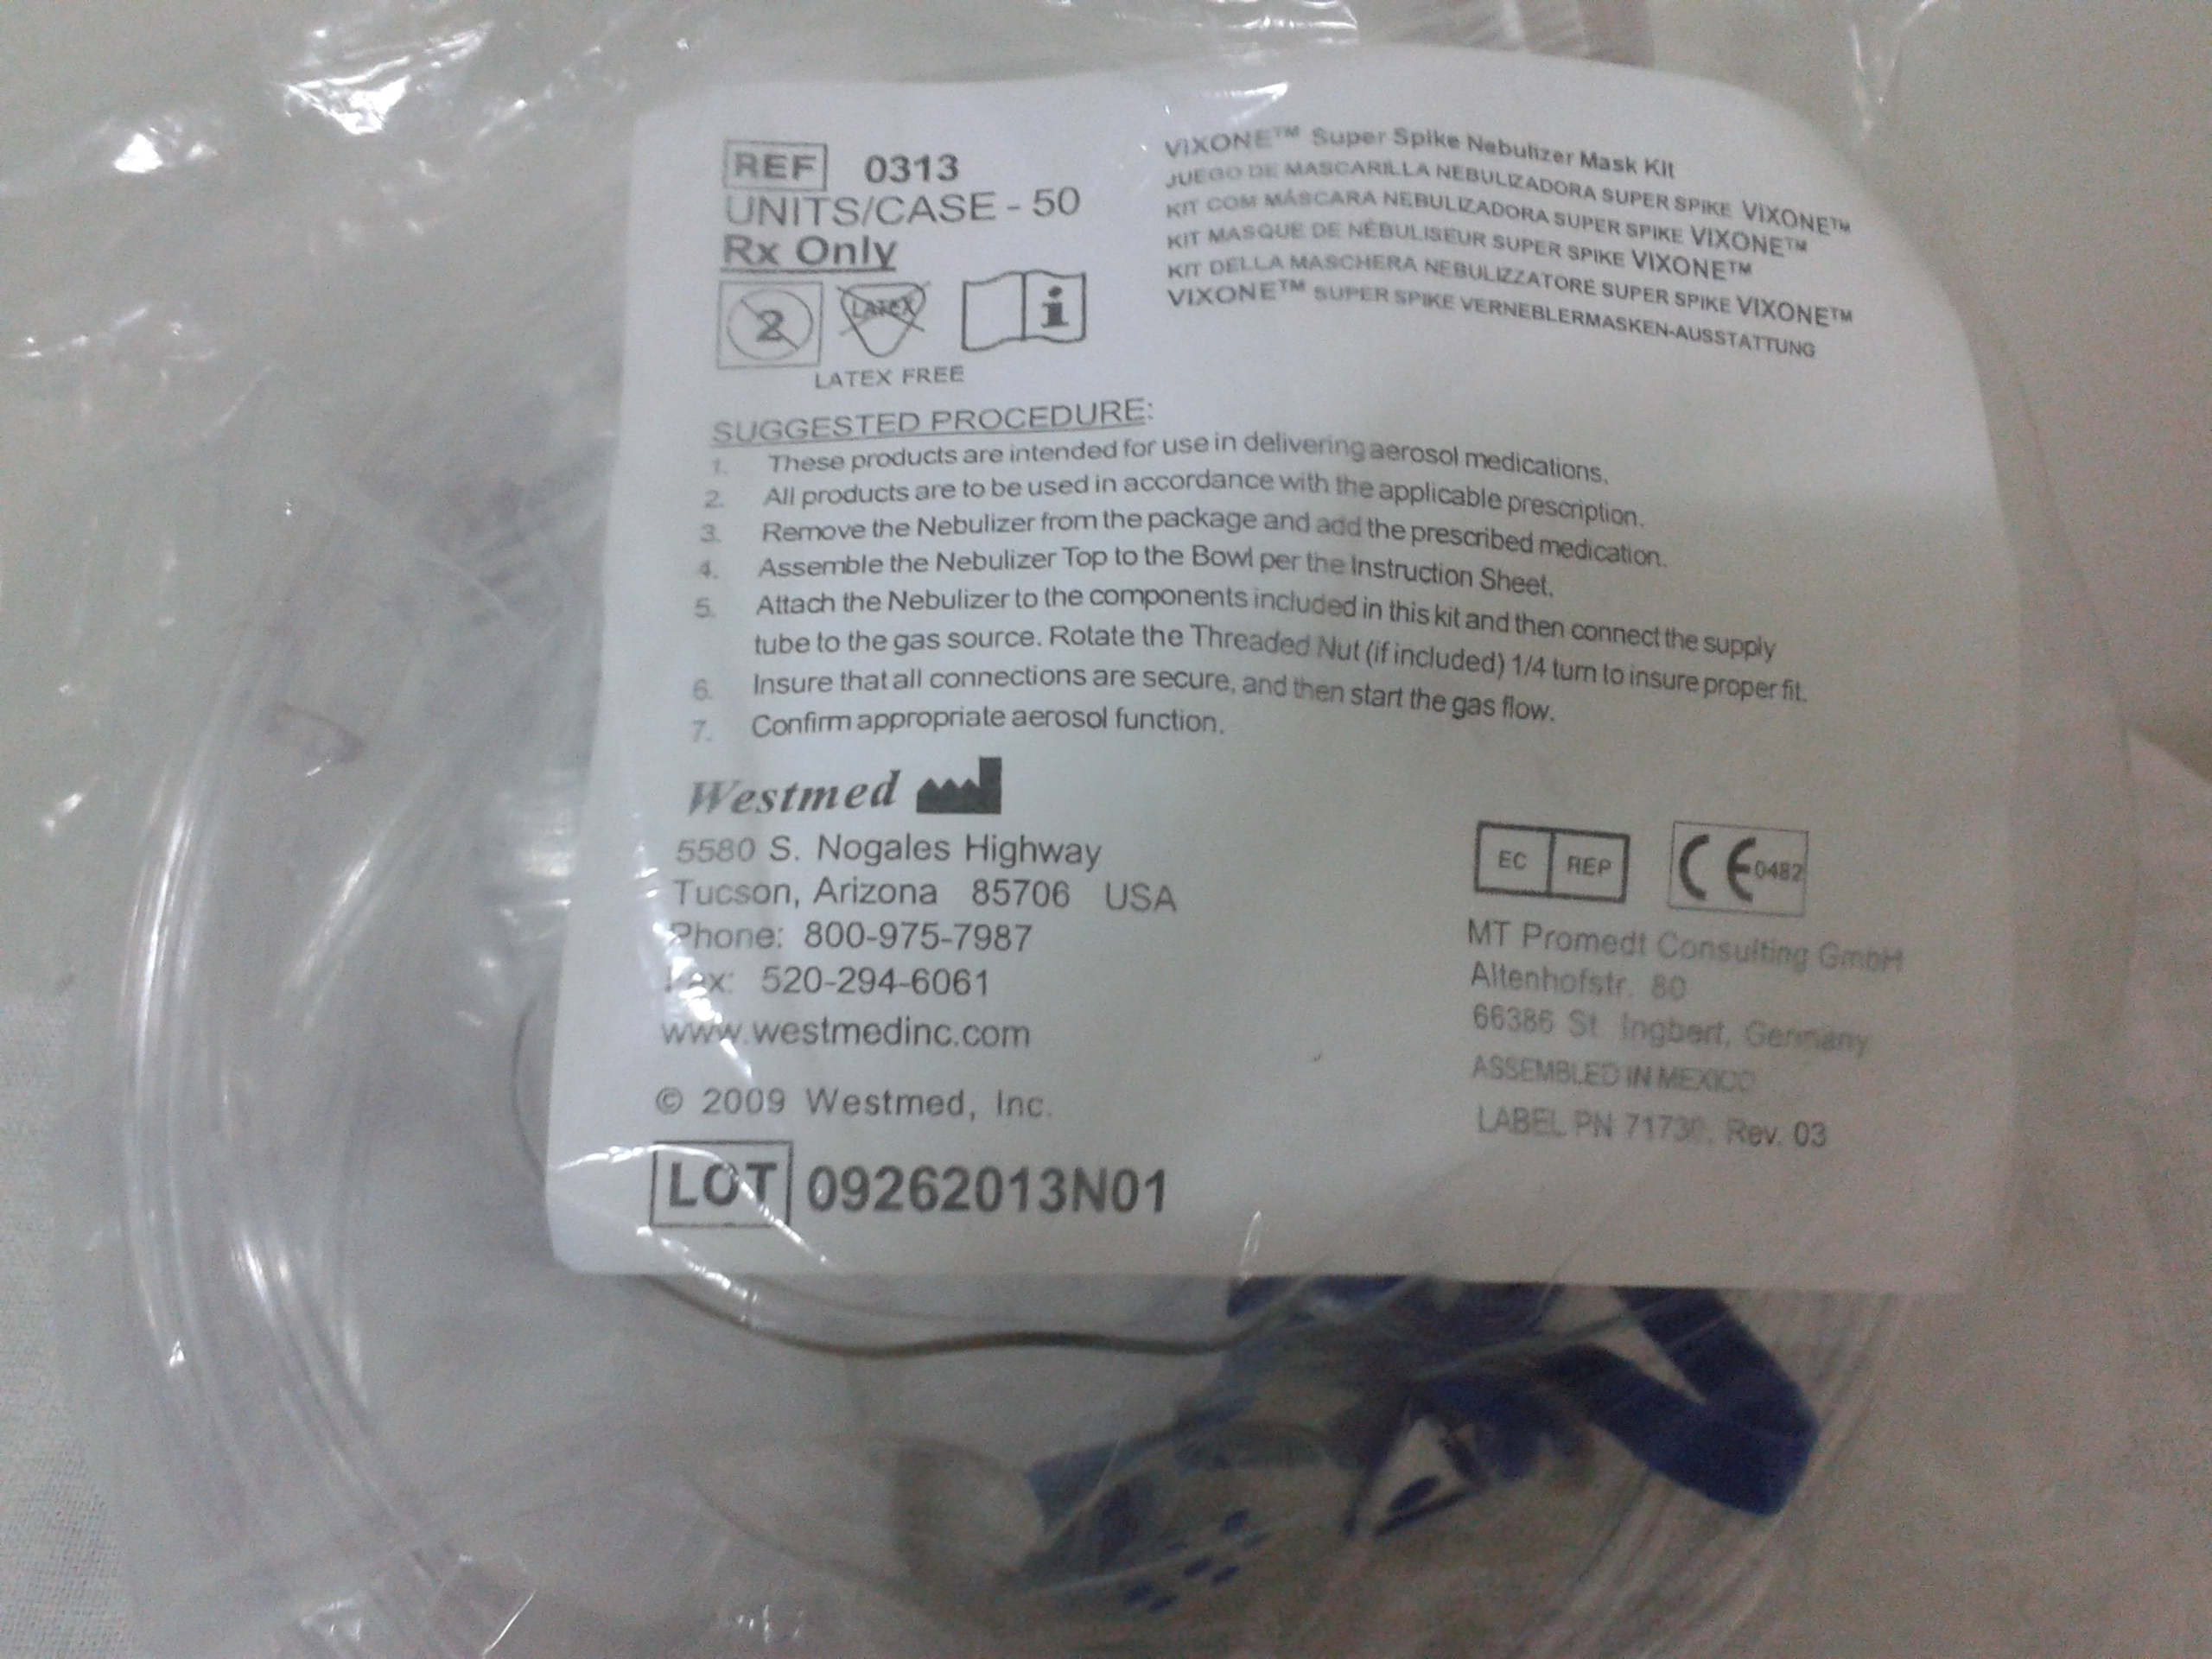 REF 0313
UNITS/CASE - 50
Rx Only
2
LATEX
i
LATEX FREE
VIXONE™ Super Spike Nebulizer Mask Kit
JUEGO DE MASCARILLA NEBULIZADORA SUPER SPIKE VIXONE™
KIT COM MÁSCARA NEBULIZADORA SUPER SPIKE VIXONE™
KIT MASQUE DE NÉBULISEUR SUPER SPIKE VIXONE™
KIT DELLA MASCHERA NEBULIZZATORE SUPER SPIKE VIXONE™
VIXONE™ SUPER SPIKE VERNEBLERMASKEN-AUSSTATTUNG
SUGGESTED PROCEDURE:
1. These products are intended for use in delivering aerosol medications.
2. All products are to be used in accordance with the applicable prescription.
3. Remove the Nebulizer from the package and add the prescribed medication.
4. Assemble the Nebulizer Top to the Bowl per the Instruction Sheet.
5. Attach the Nebulizer to the components included in this kit and then connect the supply
tube to the gas source. Rotate the Threaded Nut (if included) 1/4 turn to insure proper fit.
6. Insure that all connections are secure, and then start the gas flow.
7. Confirm appropriate aerosol function.
Westmed
5580 S. Nogales Highway
Tucson, Arizona 85706 USA
Phone: 800-975-7987
Fax: 520-294-6061
www.westmedinc.com
© 2009 Westmed, Inc.
LOT 09262013N01
EC REP
CE 0482
MT Promedt Consulting GmbH
Altenhofstr. 80
66386 St. Ingbert, Germany
ASSEMBLED IN MEXICO
LABEL PN Rev. 03